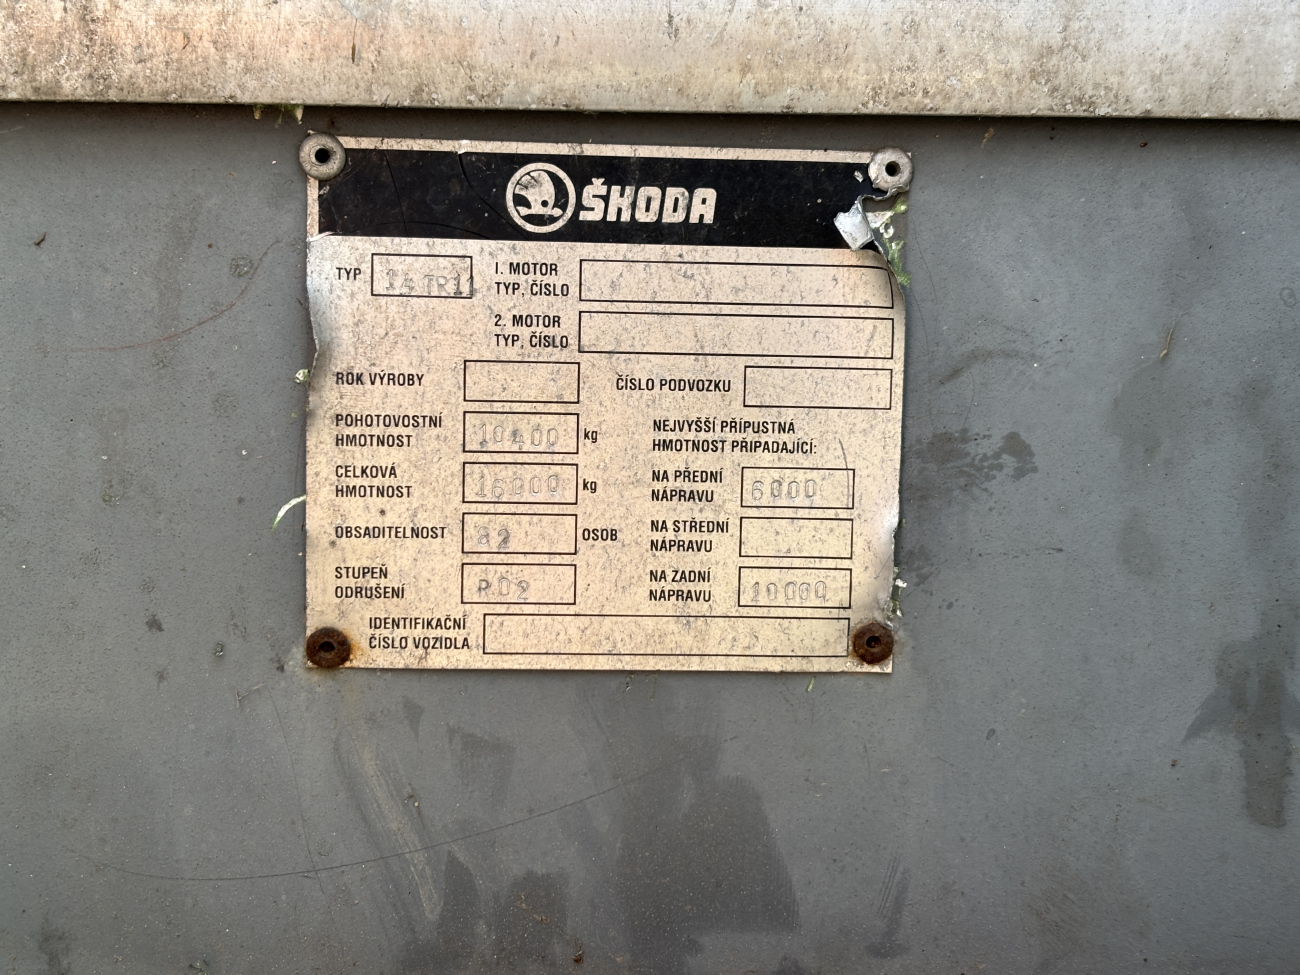 ŠKODA
TYP 14 TR11
1. MOTOR
TYP, ČÍSLO
2. MOTOR
TYP, ČÍSLO
ROK VÝROBY
ČÍSLO PODVOZKU
POHOTOVOSTNÍ
HMOTNOST 10400 kg
NEJVYŠŠÍ PŘÍPUSTNÁ
HMOTNOST PŘIPADAJÍCÍ:
CELKOVÁ
HMOTNOST 16000 kg
NA PŘEDNÍ
NÁPRAVU 6000
OBSADITELNOST 82 OSOB
NA STŘEDNÍ
NÁPRAVU
STUPEŇ
ODRUŠENÍ R02
NA ZADNÍ
NÁPRAVU 10000
IDENTIFIKAČNÍ
ČÍSLO VOZIDLA